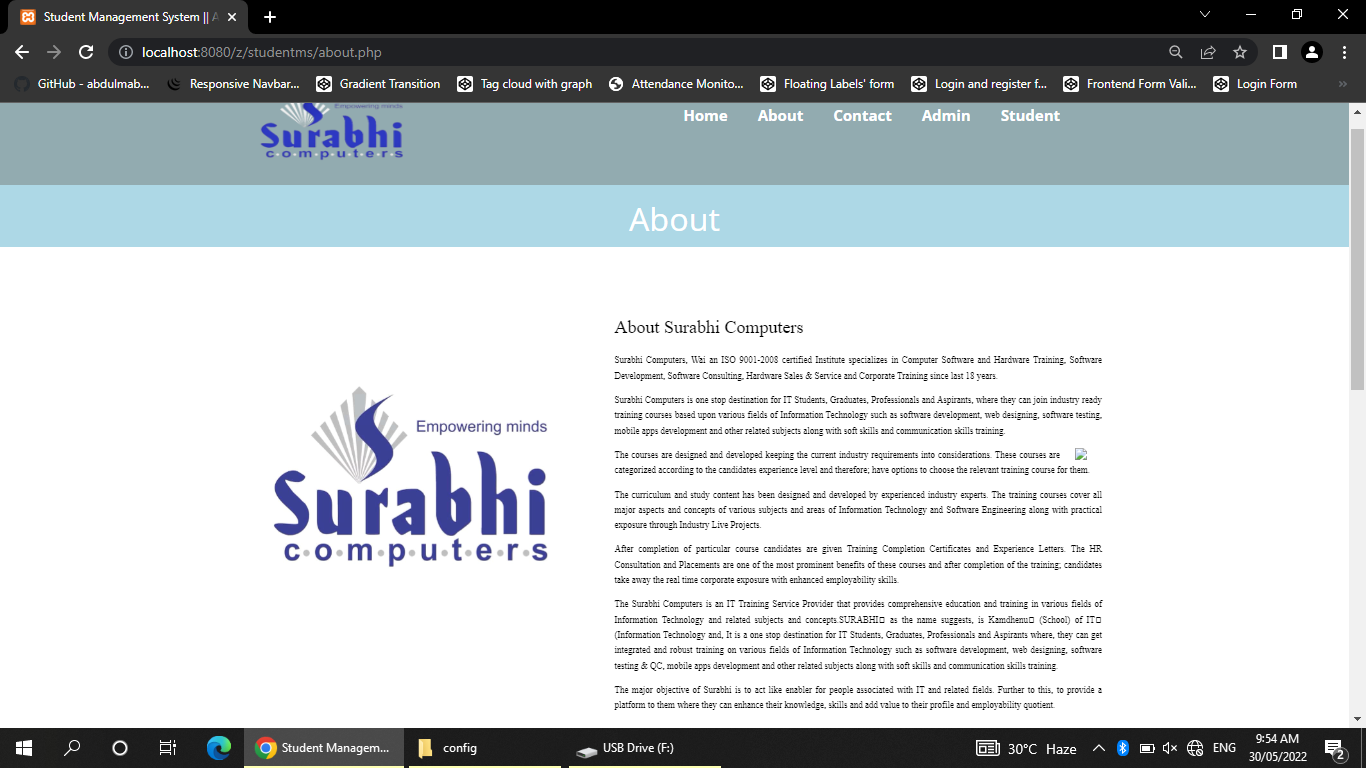 Student Management System || A
localhost:8080/z/studentms/about.php
GitHub - abdulmab...
Responsive Navbar...
Gradient Transition
Tag cloud with graph
Attendance Monito...
Floating Labels' form
Login and register f...
Frontend Form Vali...
Login Form
Empowering minds
Surabhi
c·o·m·p·u·t·e·r·s
Home
About
Contact
Admin
Student
About
About Surabhi Computers
Surabhi Computers, Wai an ISO 9001-2008 certified Institute specializes in Computer Software and Hardware Training, Software
Development, Software Consulting, Hardware Sales & Service and Corporate Training since last 18 years.
Surabhi Computers is one stop destination for IT Students, Graduates, Professionals and Aspirants, where they can join industry ready
training courses based upon various fields of Information Technology such as software development, web designing, software testing,
mobile apps development and other related subjects along with soft skills and communication skills training.
The courses are designed and developed keeping the current industry requirements into considerations. These courses are
categorized according to the candidates experience level and therefore; have options to choose the relevant training course for them.
The curriculum and study content has been designed and developed by experienced industry experts. The training courses cover all
major aspects and concepts of various subjects and areas of Information Technology and Software Engineering along with practical
exposure through Industry Live Projects.
After completion of particular course candidates are given Training Completion Certificates and Experience Letters. The HR
Consultation and Placements are one of the most prominent benefits of these courses and after completion of the training; candidates
take away the real time corporate exposure with enhanced employability skills.
The Surabhi Computers is an IT Training Service Provider that provides comprehensive education and training in various fields of
Information Technology and related subjects and concepts.SURABHI▯ as the name suggests, is Kamdhenu▯ (School) of IT▯
(Information Technology and, It is a one stop destination for IT Students, Graduates, Professionals and Aspirants where, they can get
integrated and robust training on various fields of Information Technology such as software development, web designing, software
testing & QC, mobile apps development and other related subjects along with soft skills and communication skills training.
The major objective of Surabhi is to act like enabler for people associated with IT and related fields. Further to this, to provide a
platform to them where they can enhance their knowledge, skills and add value to their profile and employability quotient.
Empowering minds
Surabhi
c·o·m·p·u·t·e·r·s
Student Managem...
config
USB Drive (F:)
30°C Haze
ENG
9:54 AM
30/05/2022
2